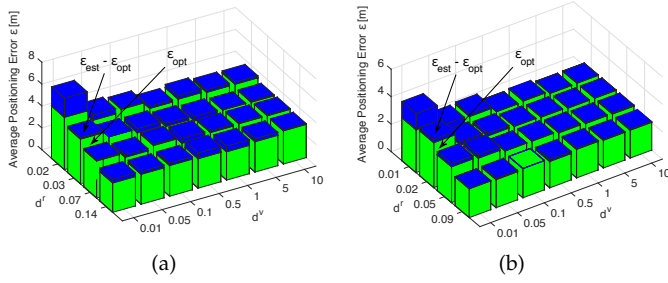 Average Positioning Error ε [m]
8
6
4
2
0
ε_est - ε_opt
ε_opt
0.02
0.03
0.07
0.14
d^r
0.01
0.05
0.1
0.5
1
5
10
d^v
(a)
Average Positioning Error ε [m]
6
4
2
0
ε_est - ε_opt
ε_opt
0.01
0.02
0.05
0.09
d^r
0.01
0.05
0.1
0.5
1
5
10
d^v
(b)